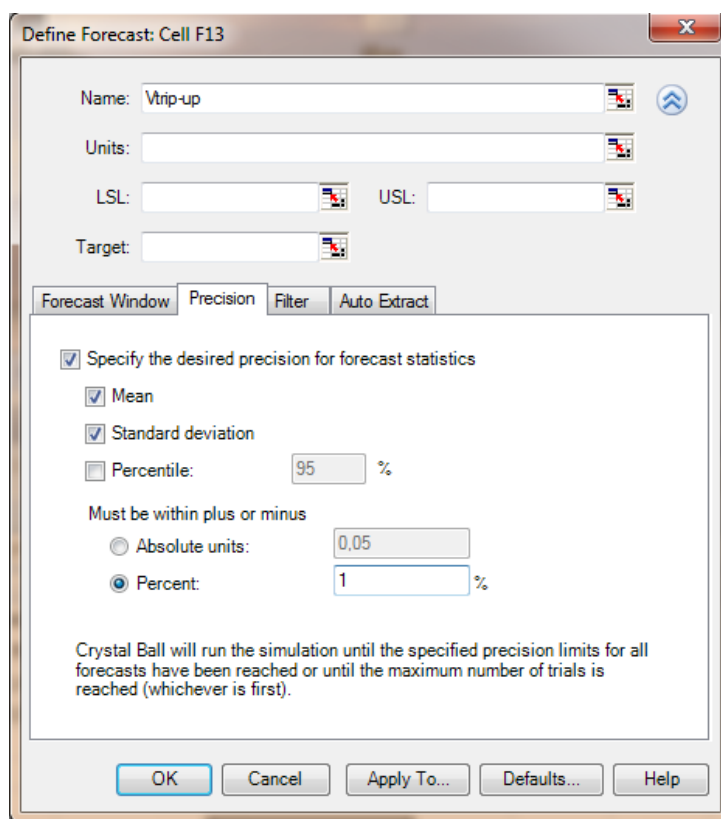 Define Forecast: Cell F13
x
Name: Vtrip-up
Units:
LSL: USL:
Target:
Forecast Window Precision Filter Auto Extract
Specify the desired precision for forecast statistics
Mean
Standard deviation
Percentile: 95 %
Must be within plus or minus
Absolute units: 0,05
Percent: 1 %
Crystal Ball will run the simulation until the specified precision limits for all
forecasts have been reached or until the maximum number of trials is
reached (whichever is first).
OK Cancel Apply To... Defaults... Help